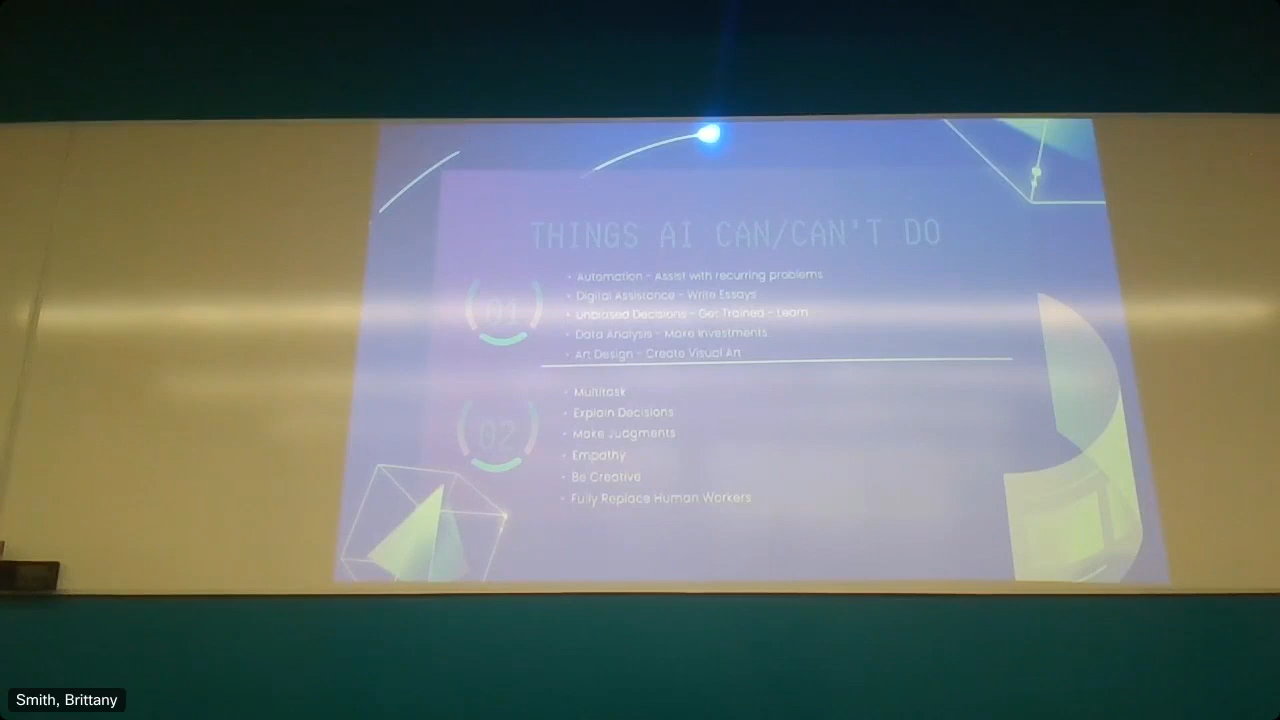 THINGS AI CAN/CAN'T DO
01
• Automation - Assist with recurring problems
• Digital Assistance - Write Essays
• Unbiased Decisions - Get Trained - Learn
• Data Analysis - Make Investments
• Art Design - Create Visual Art
02
• Multitask
• Explain Decisions
• Make Judgments
• Empathy
• Be Creative
• Fully Replace Human Workers
Smith, Brittany